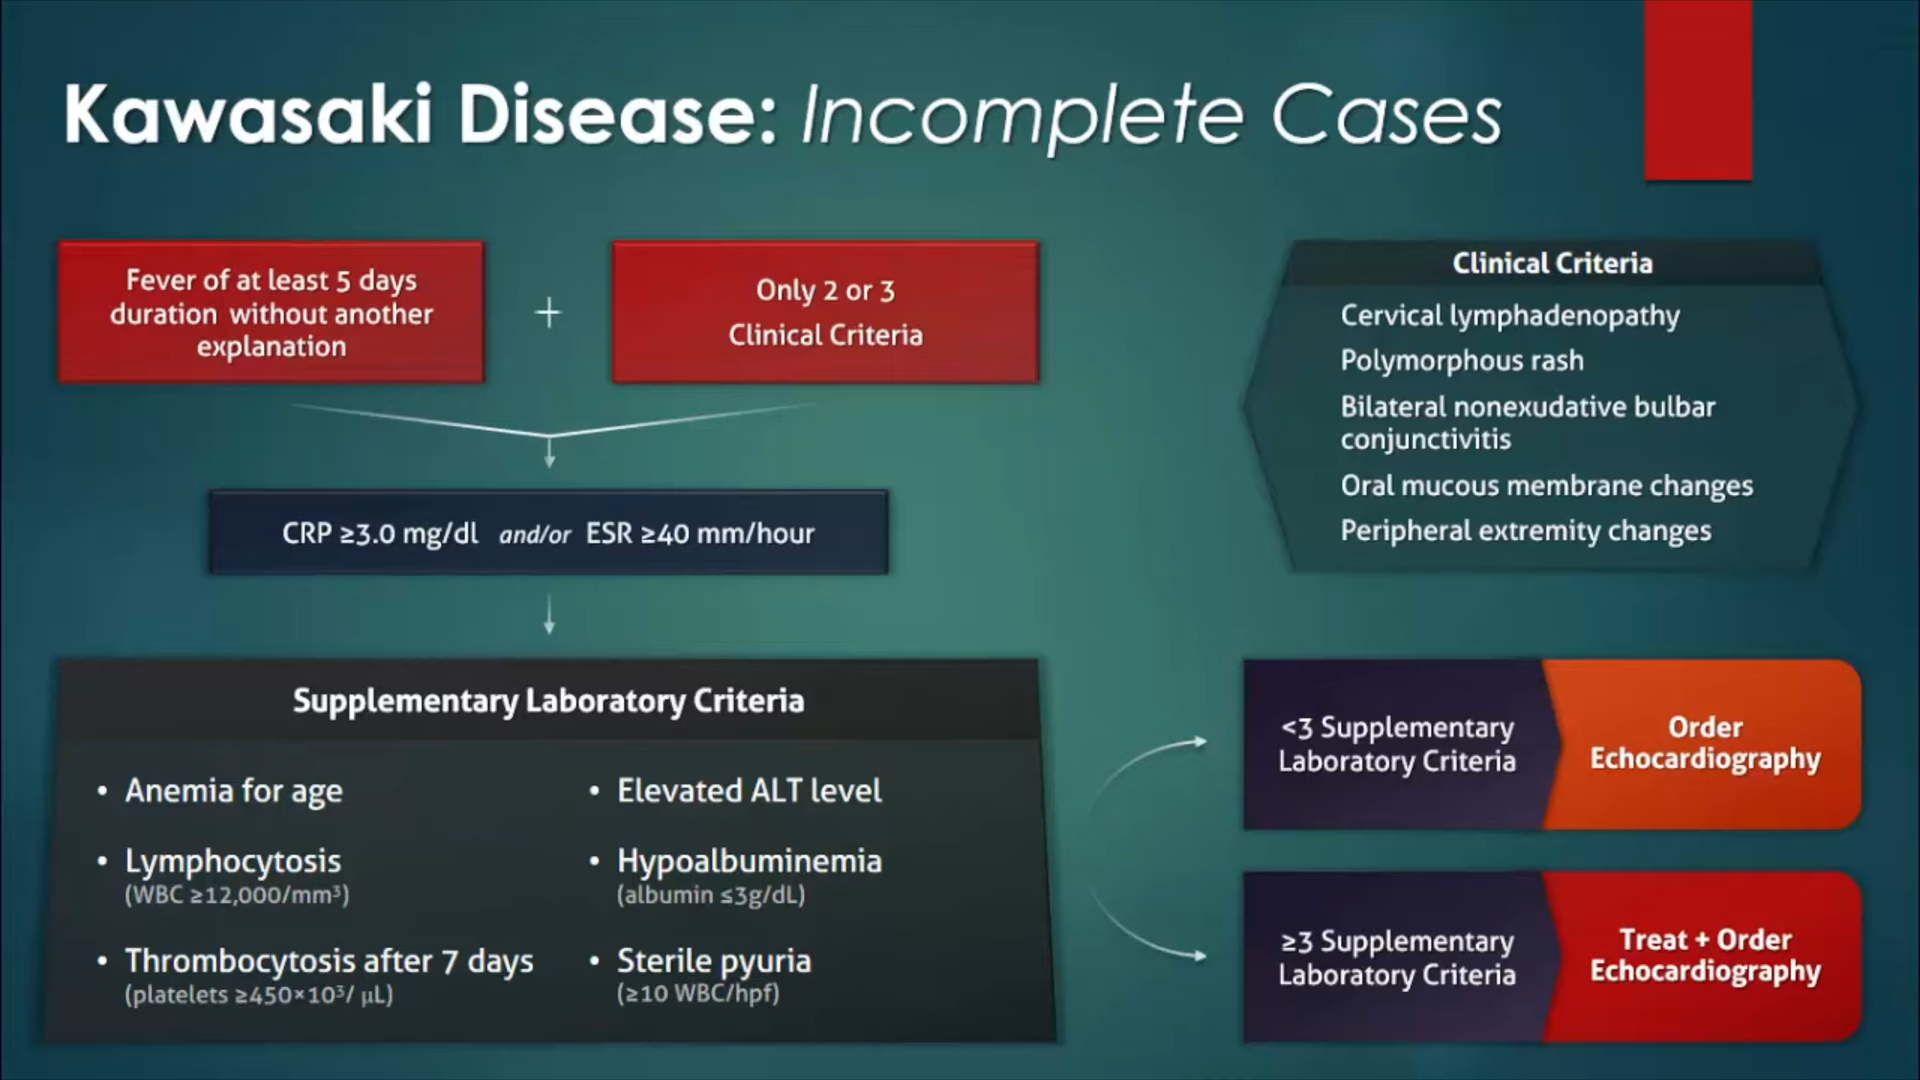 Kawasaki Disease: Incomplete Cases
Fever of at least 5 days
duration without another
explanation
+
Only 2 or 3
Clinical Criteria
CRP ≥3.0 mg/dl and/or ESR ≥40 mm/hour
Clinical Criteria
Cervical lymphadenopathy
Polymorphous rash
Bilateral nonexudative bulbar
conjunctivitis
Oral mucous membrane changes
Peripheral extremity changes
Supplementary Laboratory Criteria
• Anemia for age
• Lymphocytosis
(WBC ≥12,000/mm³)
• Thrombocytosis after 7 days
(platelets ≥450×10³/ µL)
• Elevated ALT level
• Hypoalbuminemia
(albumin ≤3g/dL)
• Sterile pyuria
(≥10 WBC/hpf)
<3 Supplementary
Laboratory Criteria
Order
Echocardiography
≥3 Supplementary
Laboratory Criteria
Treat + Order
Echocardiography